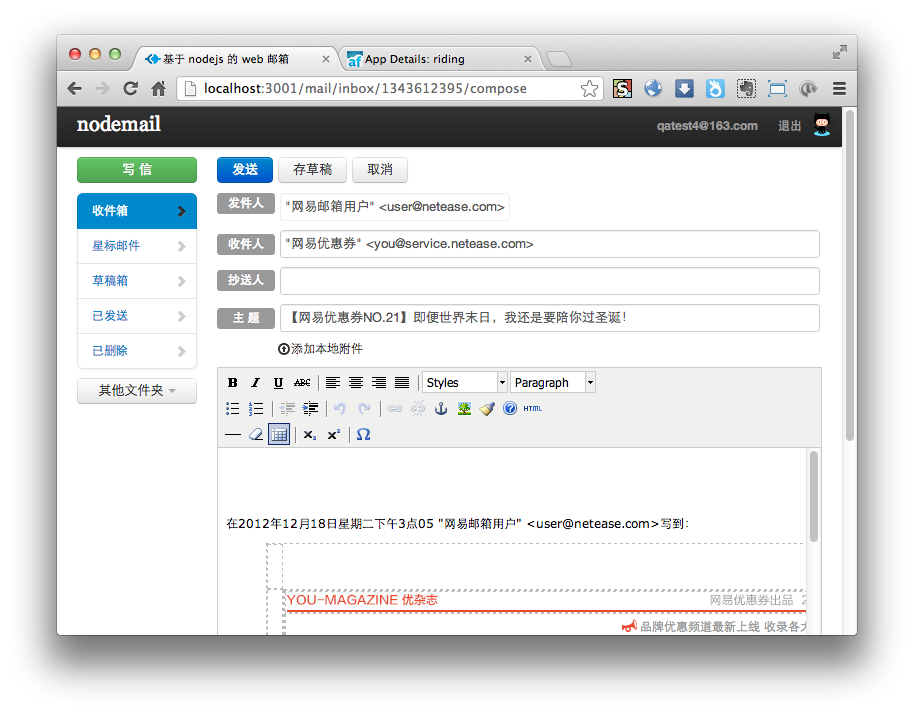 基于 nodejs 的 web 邮箱
App Details: riding
localhost:3001/mail/inbox/1343612395/compose
nodemail
qatest4@163.com 退出
写 信
收件箱
星标邮件
草稿箱
已发送
已删除
其他文件夹
发送 存草稿 取消
发件人 "网易邮箱用户" <user@netease.com>
收件人 "网易优惠券" <you@service.netease.com>
抄送人
主 题 【网易优惠券NO.21】即便世界末日，我还是要陪你过圣诞！
添加本地附件
B I U ABC Styles Paragraph
HTML
x₂ x² Ω
在2012年12月18日星期二下午3点05 "网易邮箱用户" <user@netease.com>写到：
YOU-MAGAZINE 优杂志 网易优惠券出品 2
品牌优惠频道最新上线 收录各大